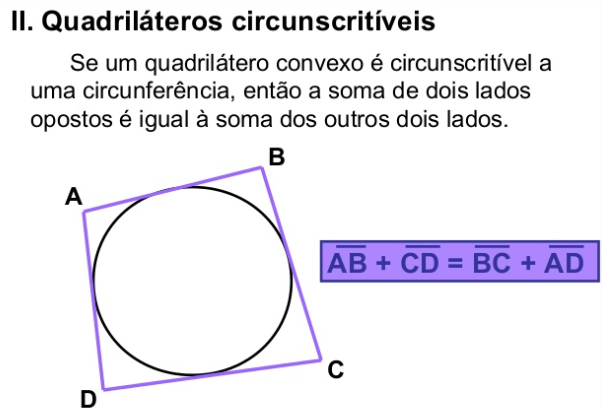 II. Quadriláteros circunscritíveis
Se um quadrilátero convexo é circunscritível a
uma circunferência, então a soma de dois lados
opostos é igual à soma dos outros dois lados.
B
A
AB + CD = BC + AD
C
D